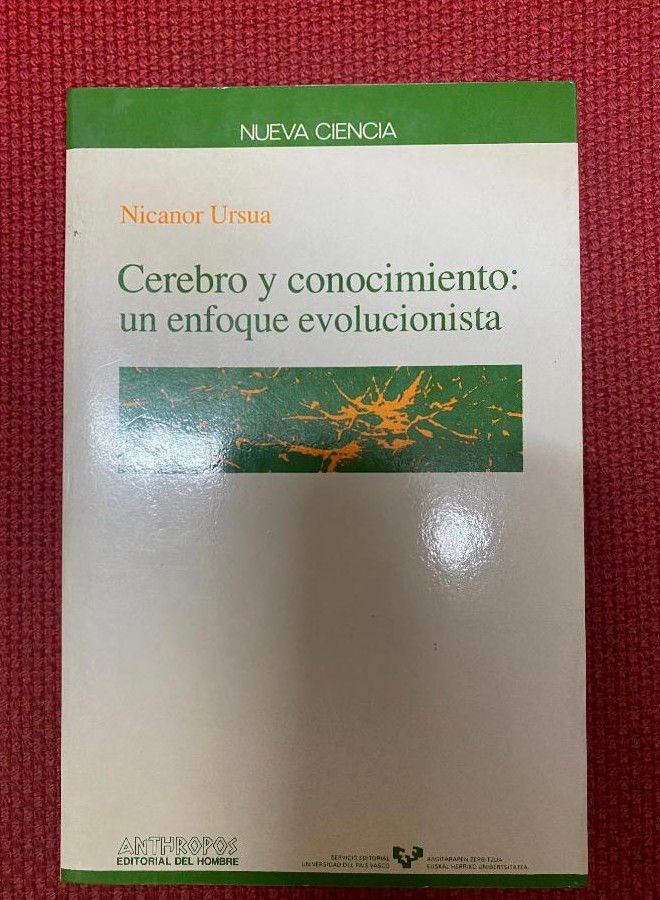 NUEVA CIENCIA
Nicanor Ursua
Cerebro y conocimiento:
un enfoque evolucionista
ANTHROPOS
EDITORIAL DEL HOMBRE
SERVICIO EDITORIAL
UNIVERSIDAD DEL PAIS VASCO
ARGITARAPEN ZERBITZUA
EUSKAL HERRIKO UNIBERTSITATEA